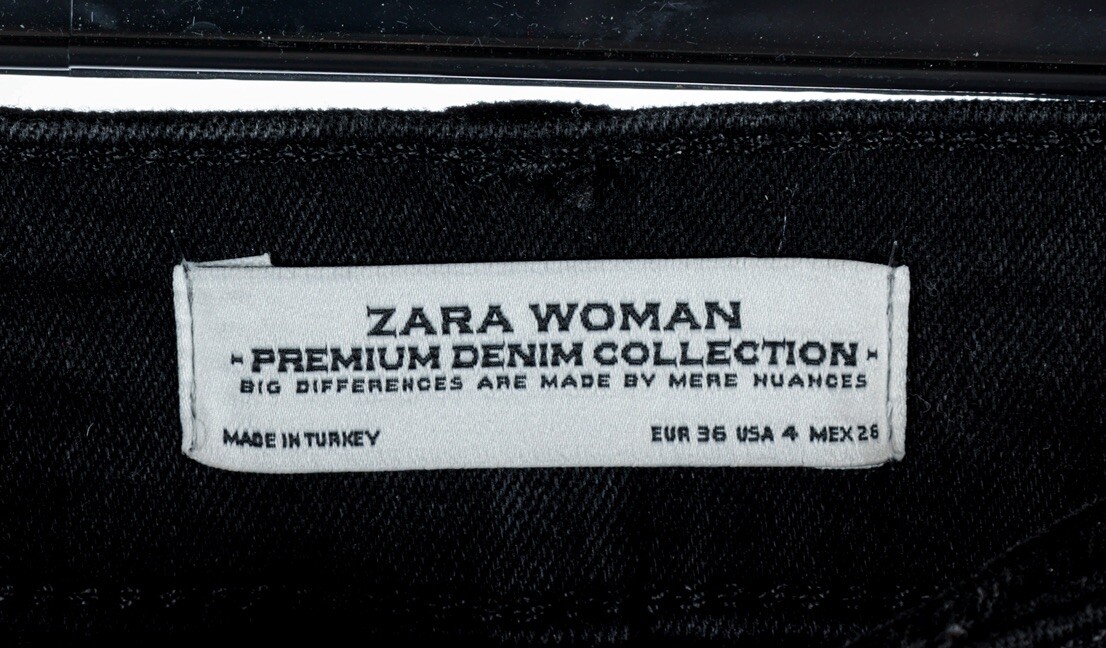 ZARA WOMAN
-PREMIUM DENIM COLLECTION-
BIG DIFFERENCES ARE MADE BY MERE NUANCES
MADE IN TURKEY EUR 36 USA 4 MEX 26